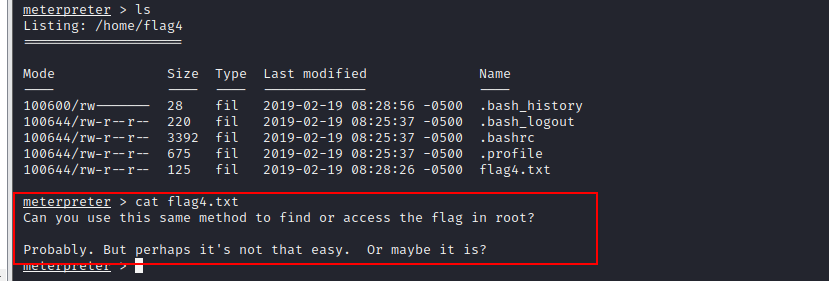 meterpreter > ls
Listing: /home/flag4
====================
Mode Size Type Last modified Name
---- ---- ---- ------------- ----
100600/rw------- 28 fil 2019-02-19 08:28:56 -0500 .bash_history
100644/rw-r--r-- 220 fil 2019-02-19 08:25:37 -0500 .bash_logout
100644/rw-r--r-- 3392 fil 2019-02-19 08:25:37 -0500 .bashrc
100644/rw-r--r-- 675 fil 2019-02-19 08:25:37 -0500 .profile
100644/rw-r--r-- 125 fil 2019-02-19 08:28:26 -0500 flag4.txt
meterpreter > cat flag4.txt
Can you use this same method to find or access the flag in root?
Probably. But perhaps it's not that easy.  Or maybe it is?
meterpreter >